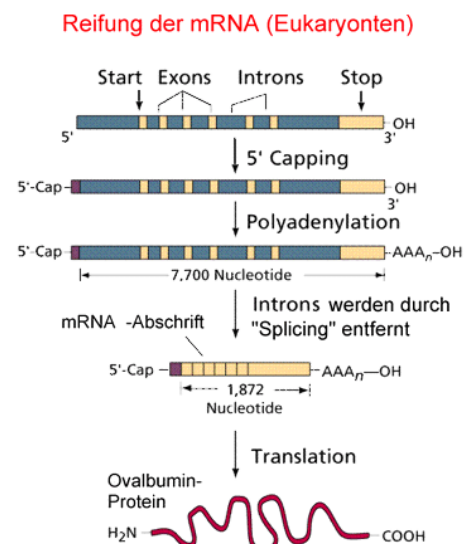 Reifung der mRNA (Eukaryonten)
Start Exons Introns Stop
OH
5' 3'
5' Capping
5'-Cap OH
3'
Polyadenylation
5'-Cap AAAn-OH
7,700 Nucleotide
Introns werden durch
"Splicing" entfernt
mRNA -Abschrift
5'-Cap AAAn—OH
1,872
Nucleotide
Translation
Ovalbumin-
Protein
H₂N COOH